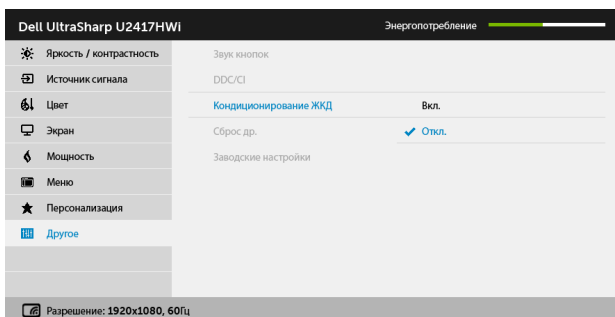 Dell UltraSharp U2417HWi
Энергопотребление
Яркость / контрастность
Звук кнопок
Источник сигнала
DDC/CI
Цвет
Кондиционирование ЖКД
Вкл.
Экран
Сброс др.
Откл.
Мощность
Заводские настройки
Меню
Персонализация
Другое
Разрешение: 1920x1080, 60Гц